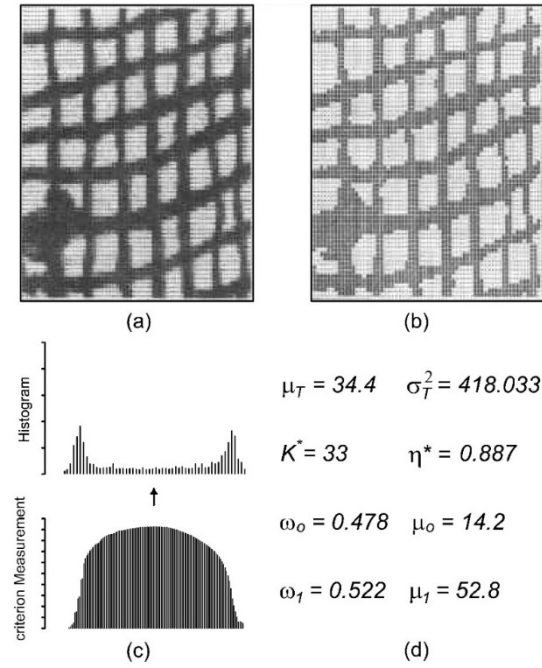 (a)
(b)
Histogram
criterion Measurement
(c)
μT = 34.4 σ²T = 418.033
K* = 33 η* = 0.887
ωo = 0.478 μo = 14.2
ω1 = 0.522 μ1 = 52.8
(d)